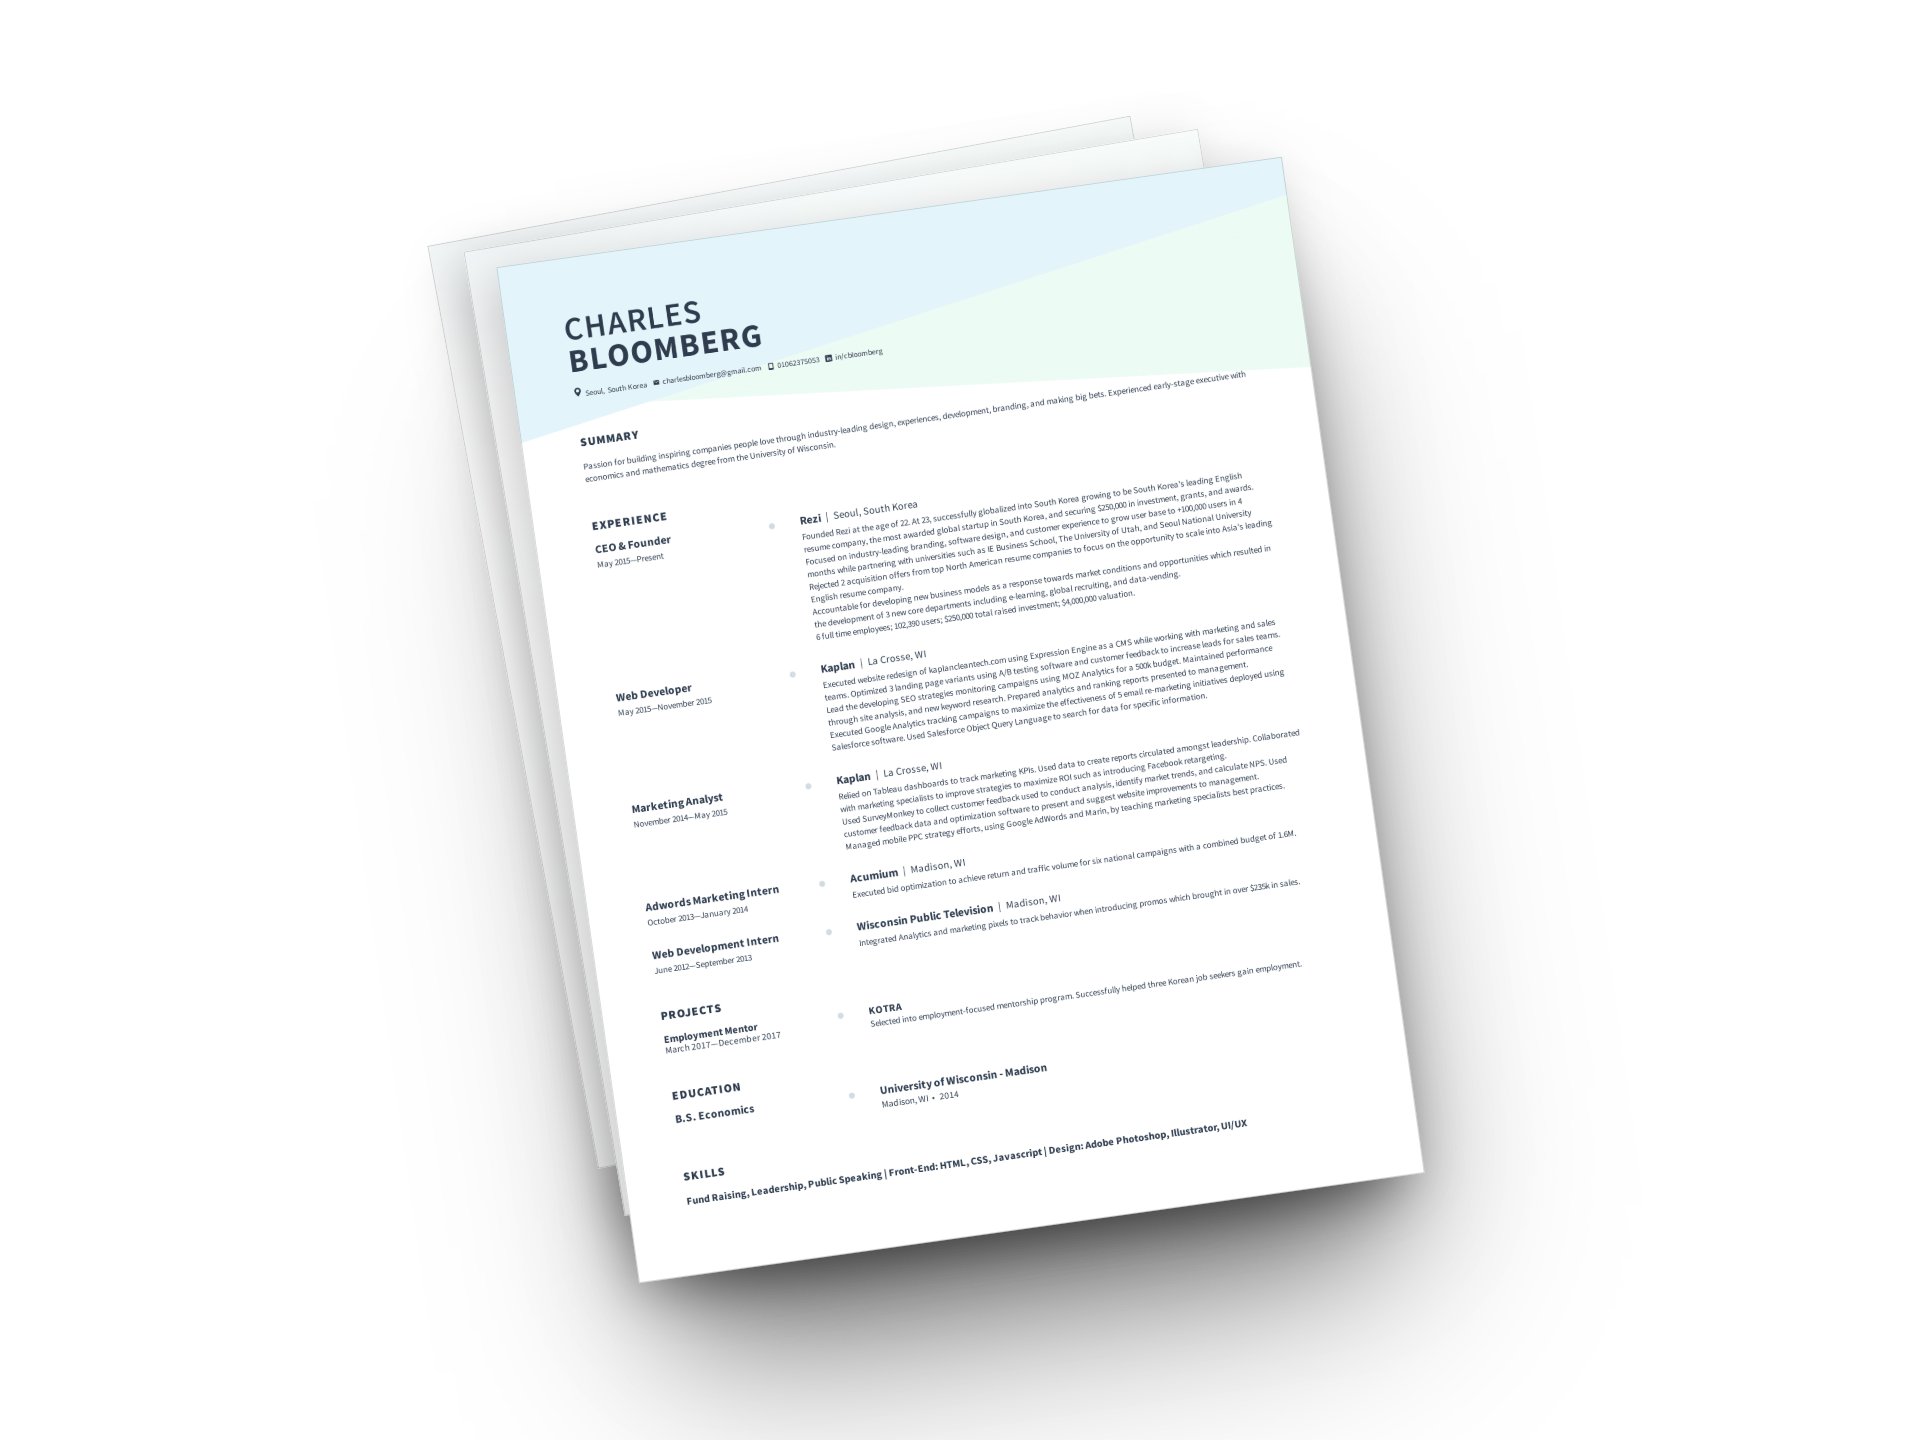 CHARLES
BLOOMBERG
Seoul, South Korea charlesbloomberg@gmail.com 01062375053 in/cbloomberg
SUMMARY
Passion for building inspiring companies people love through industry-leading design, experiences, development, branding, and making big bets. Experienced early-stage executive with
economics and mathematics degree from the University of Wisconsin.
EXPERIENCE
CEO & Founder
May 2015—Present
Rezi | Seoul, South Korea
Founded Rezi at the age of 22. At 23, successfully globalized into South Korea growing to be South Korea's leading English
resume company, the most awarded global startup in South Korea, and securing $250,000 in investment, grants, and awards.
Focused on industry-leading branding, software design, and customer experience to grow user base to +100,000 users in 4
months while partnering with universities such as IE Business School, The University of Utah, and Seoul National University
Rejected 2 acquisition offers from top North American resume companies to focus on the opportunity to scale into Asia's leading
English resume company.
Accountable for developing new business models as a response towards market conditions and opportunities which resulted in
the development of 3 new core departments including e-learning, global recruiting, and data-vending.
6 full time employees; 102,390 users; $250,000 total raised investment; $4,000,000 valuation.
Web Developer
May 2015—November 2015
Kaplan | La Crosse, WI
Executed website redesign of kaplancleantech.com using Expression Engine as a CMS while working with marketing and sales
teams. Optimized 3 landing page variants using A/B testing software and customer feedback to increase leads for sales teams.
Lead the developing SEO strategies monitoring campaigns using MOZ Analytics for a 500k budget. Maintained performance
through site analysis, and new keyword research. Prepared analytics and ranking reports presented to management.
Executed Google Analytics tracking campaigns to maximize the effectiveness of 5 email re-marketing initiatives deployed using
Salesforce software. Used Salesforce Object Query Language to search for data for specific information.
Marketing Analyst
November 2014—May 2015
Kaplan | La Crosse, WI
Relied on Tableau dashboards to track marketing KPIs. Used data to create reports circulated amongst leadership. Collaborated
with marketing specialists to improve strategies to maximize ROI such as introducing Facebook retargeting.
Used SurveyMonkey to collect customer feedback used to conduct analysis, identify market trends, and calculate NPS. Used
customer feedback data and optimization software to present and suggest website improvements to management.
Managed mobile PPC strategy efforts, using Google AdWords and Marin, by teaching marketing specialists best practices.
Adwords Marketing Intern
October 2013—January 2014
Acumium | Madison, WI
Executed bid optimization to achieve return and traffic volume for six national campaigns with a combined budget of 1.6M.
Web Development Intern
June 2012—September 2013
Wisconsin Public Television | Madison, WI
Integrated Analytics and marketing pixels to track behavior when introducing promos which brought in over $235k in sales.
PROJECTS
Employment Mentor
March 2017—December 2017
KOTRA
Selected into employment-focused mentorship program. Successfully helped three Korean job seekers gain employment.
EDUCATION
B.S. Economics
University of Wisconsin - Madison
Madison, WI • 2014
SKILLS
Fund Raising, Leadership, Public Speaking | Front-End: HTML, CSS, Javascript | Design: Adobe Photoshop, Illustrator, UI/UX